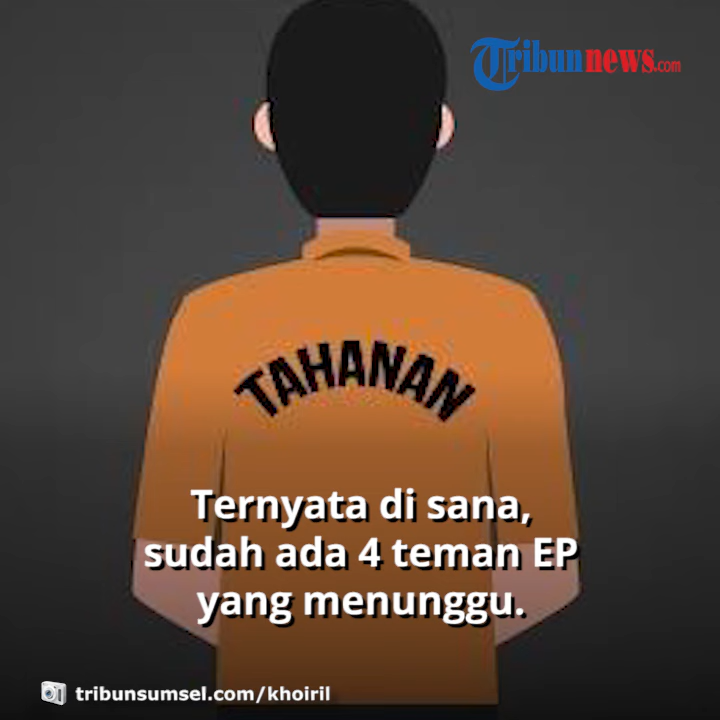 Tribunnews.com
TAHANAN
Ternyata di sana,
sudah ada 4 teman EP
yang menunggu.
tribunsumsel.com/khoiril